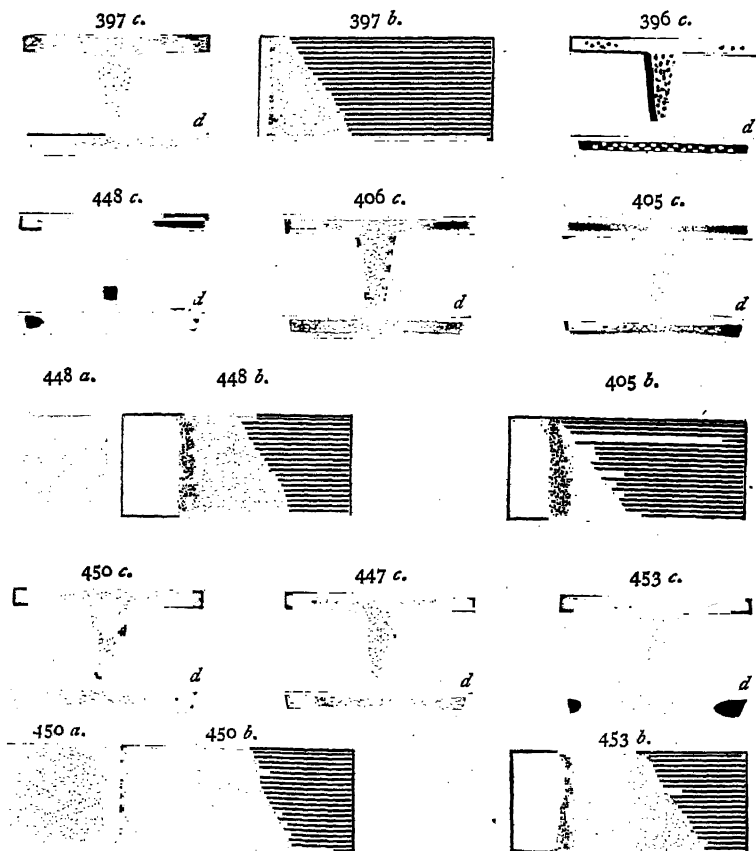 397 c. 397 b. 396 c.
d d
448 c. 406 c. 405 c.
d d d
448 a. 448 b. 405 b.
450 c. 447 c. 453 c.
d d d
450 a. 450 b. 453 b.